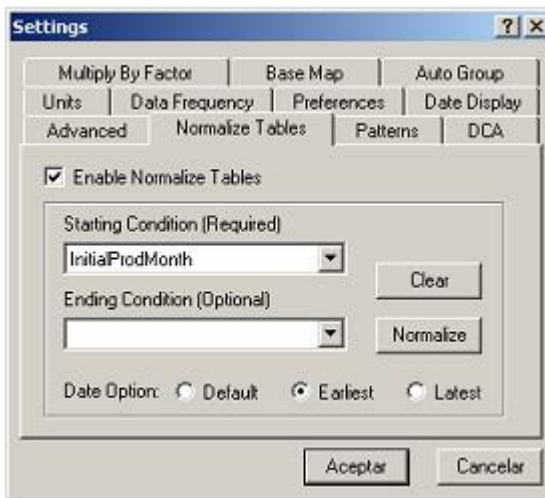 Settings
Multiply By Factor Base Map Auto Group
Units Data Frequency Preferences Date Display
Advanced Normalize Tables Patterns DCA
Enable Normalize Tables
Starting Condition (Required)
InitialProdMonth
Clear
Ending Condition (Optional)
Normalize
Date Option: Default Earliest Latest
Aceptar Cancelar